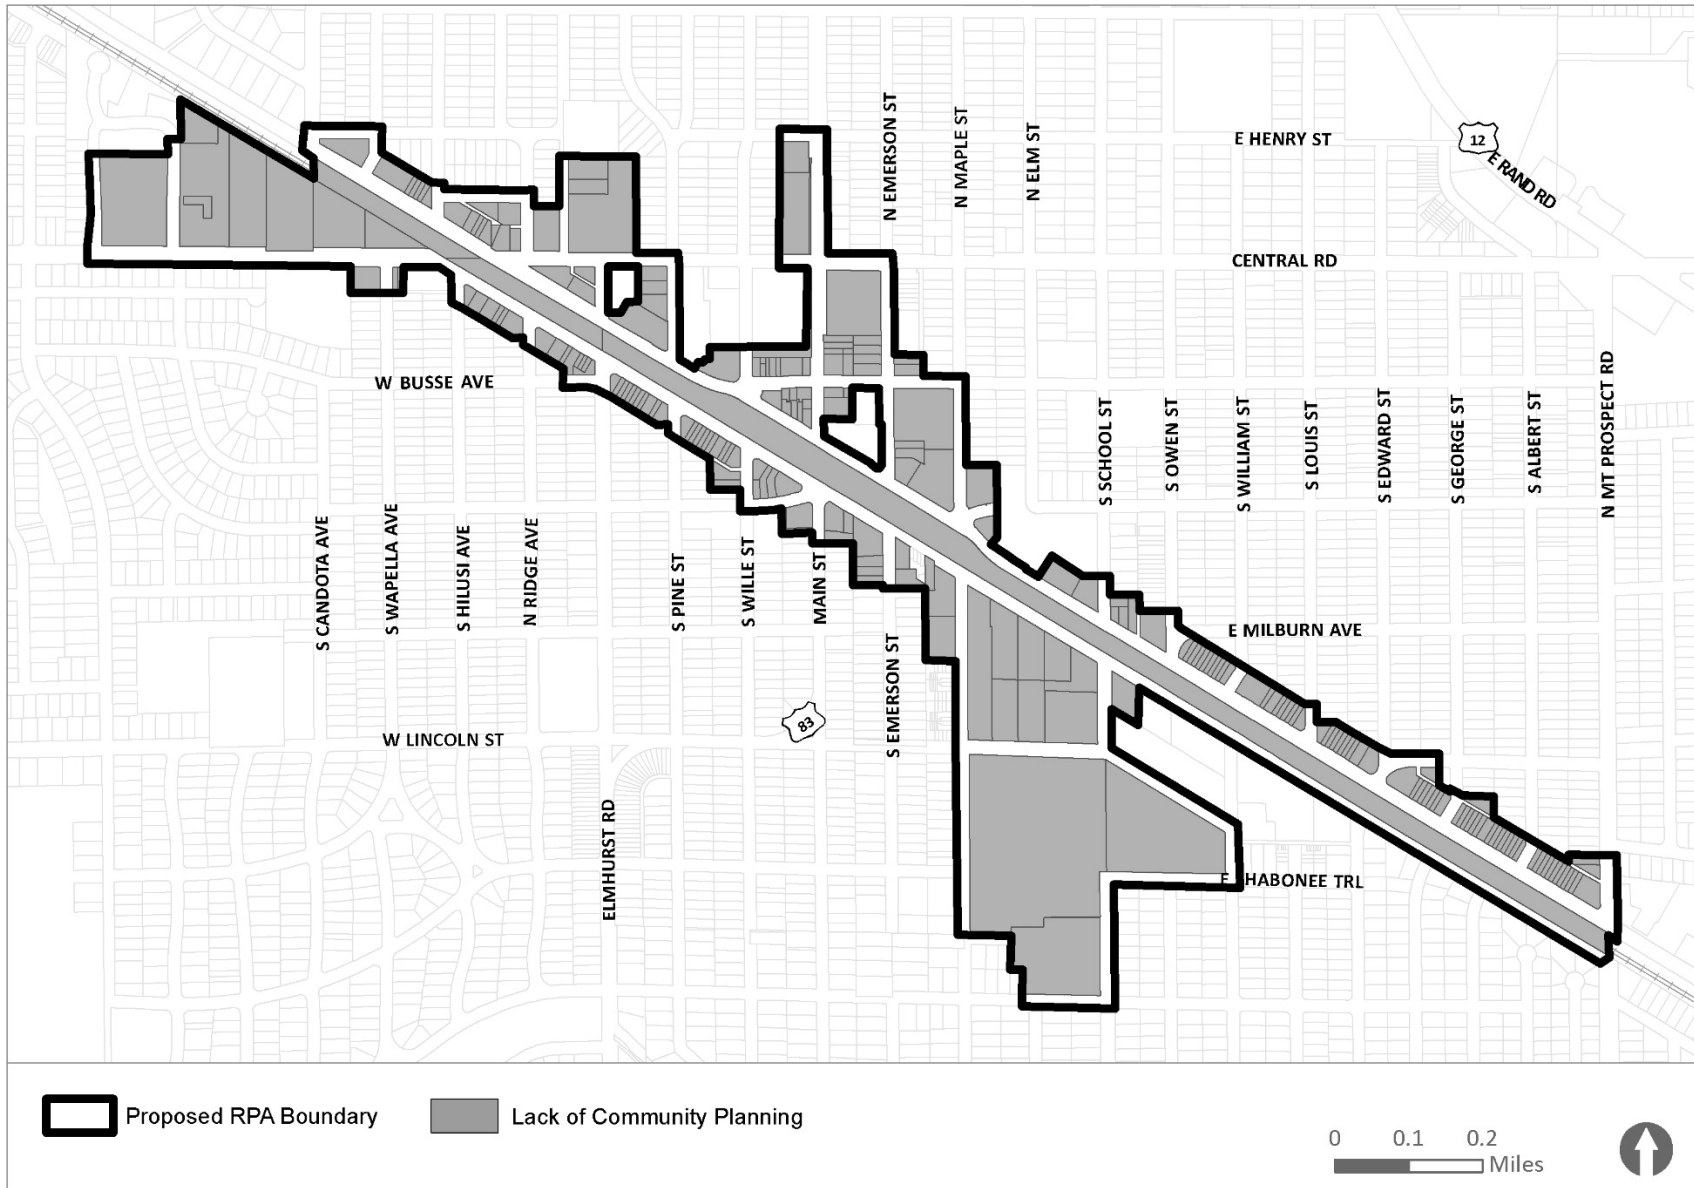 N EMERSON ST
N MAPLE ST
N ELM ST
E HENRY ST
12
E RAND RD
CENTRAL RD
W BUSSE AVE
S SCHOOL ST
S OWEN ST
S WILLIAM ST
S LOUIS ST
S EDWARD ST
S GEORGE ST
S ALBERT ST
N MT PROSPECT RD
S CANDOTA AVE
S WAPELLA AVE
S HILUSI AVE
N RIDGE AVE
S PINE ST
S WILLE ST
MAIN ST
S EMERSON ST
E MILBURN AVE
83
W LINCOLN ST
ELMHURST RD
E HABONEE TRL
Proposed RPA Boundary
Lack of Community Planning
0 0.1 0.2
Miles